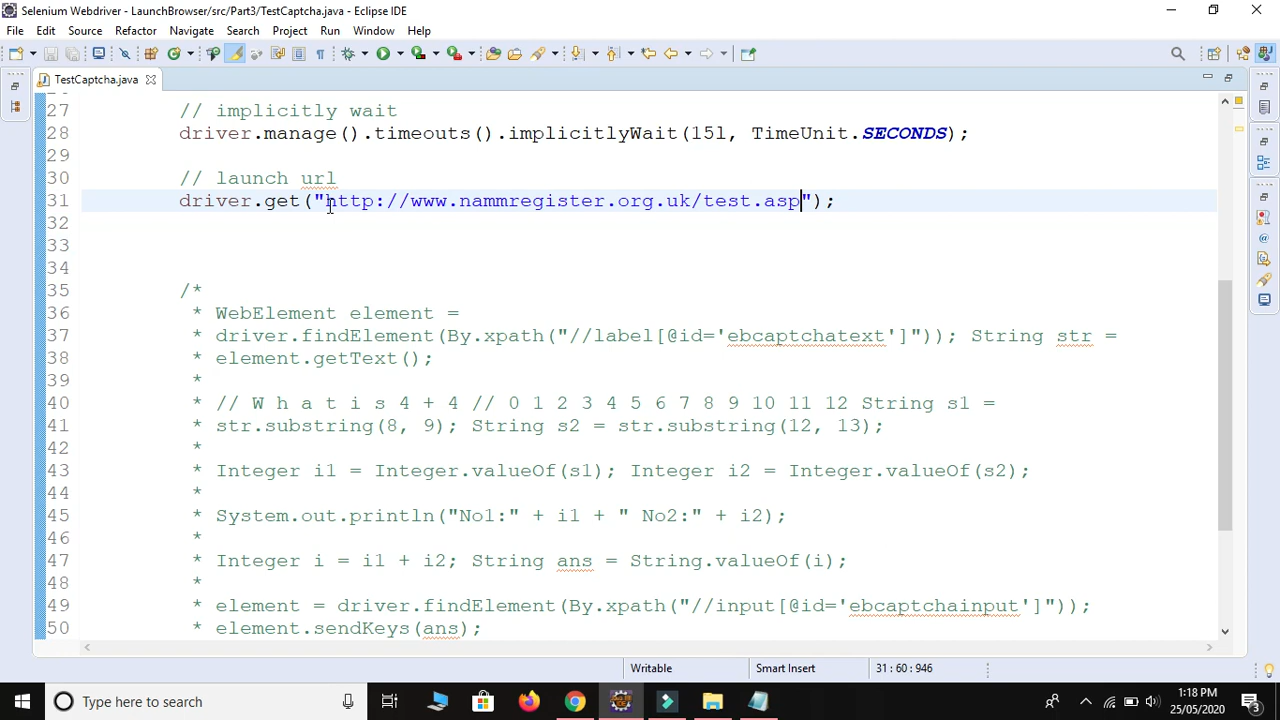 Selenium Webdriver - LaunchBrowser/src/Part3/TestCaptcha.java - Eclipse IDE
File Edit Source Refactor Navigate Search Project Run Window Help
TestCaptcha.java
27 // implicitly wait
28 driver.manage().timeouts().implicitlyWait(15l, TimeUnit.SECONDS);
29
30 // launch url
31 driver.get("http://www.nammregister.org.uk/test.asp");
32
33
34
35 /*
36 * WebElement element =
37 * driver.findElement(By.xpath("//label[@id='ebcaptchatext']")); String str =
38 * element.getText();
39 *
40 * // W h a t i s 4 + 4 // 0 1 2 3 4 5 6 7 8 9 10 11 12 String s1 =
41 * str.substring(8, 9); String s2 = str.substring(12, 13);
42 *
43 * Integer i1 = Integer.valueOf(s1); Integer i2 = Integer.valueOf(s2);
44 *
45 * System.out.println("No1:" + i1 + " No2:" + i2);
46 *
47 * Integer i = i1 + i2; String ans = String.valueOf(i);
48 *
49 * element = driver.findElement(By.xpath("//input[@id='ebcaptchainput']"));
50 * element.sendKeys(ans);
Writable Smart Insert 31 : 60 : 946
Type here to search
1:18 PM
25/05/2020
3